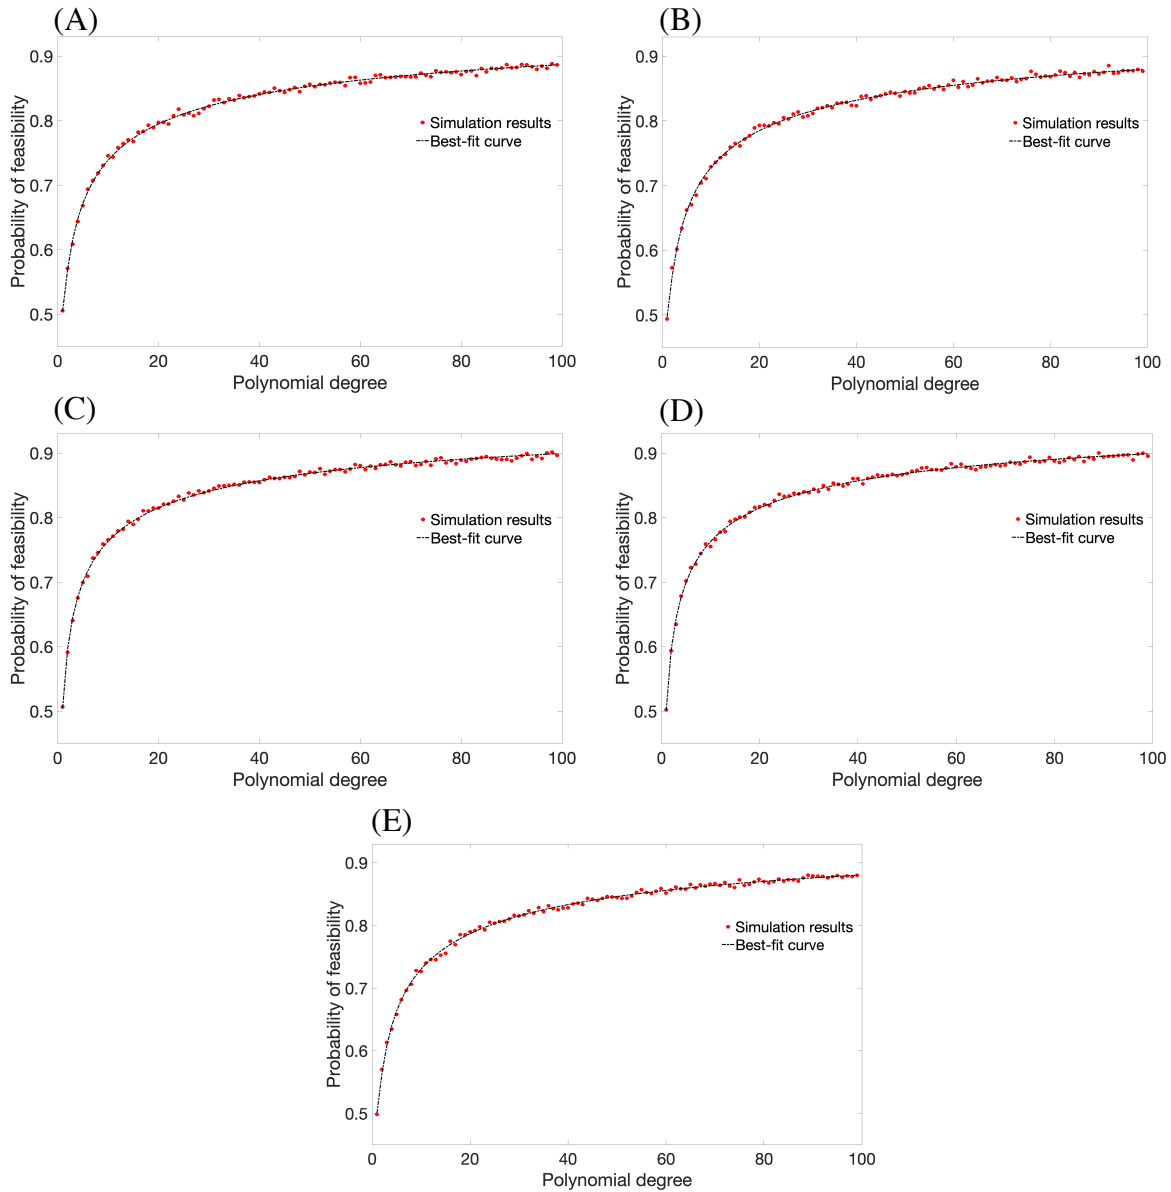 (A)
0.9
0.8
0.7
0.6
0.5
Probability of feasibility
Simulation results
Best-fit curve
0 20 40 60 80 100
Polynomial degree
(B)
0.9
0.8
0.7
0.6
0.5
Probability of feasibility
Simulation results
Best-fit curve
0 20 40 60 80 100
Polynomial degree
(C)
0.9
0.8
0.7
0.6
0.5
Probability of feasibility
Simulation results
Best-fit curve
0 20 40 60 80 100
Polynomial degree
(D)
0.9
0.8
0.7
0.6
0.5
Probability of feasibility
Simulation results
Best-fit curve
0 20 40 60 80 100
Polynomial degree
(E)
0.9
0.8
0.7
0.6
0.5
Probability of feasibility
Simulation results
Best-fit curve
0 20 40 60 80 100
Polynomial degree